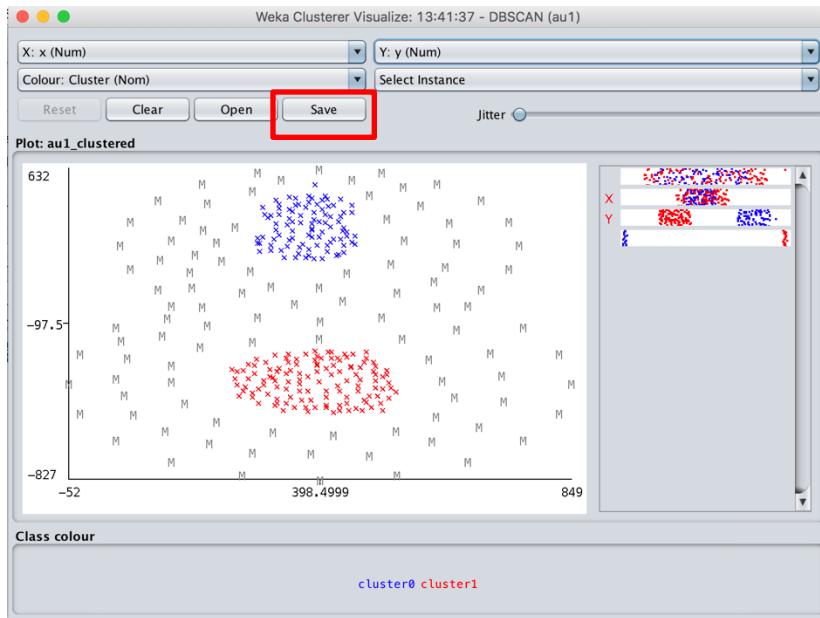 Weka Clusterer Visualize: 13:41:37 - DBSCAN (au1)
X: x (Num) Y: y (Num)
Colour: Cluster (Nom) Select Instance
Reset Clear Open Save Jitter
Plot: au1_clustered
632
-97.5
-827
-52 398.4999 849
X
Y
Class colour
cluster0 cluster1